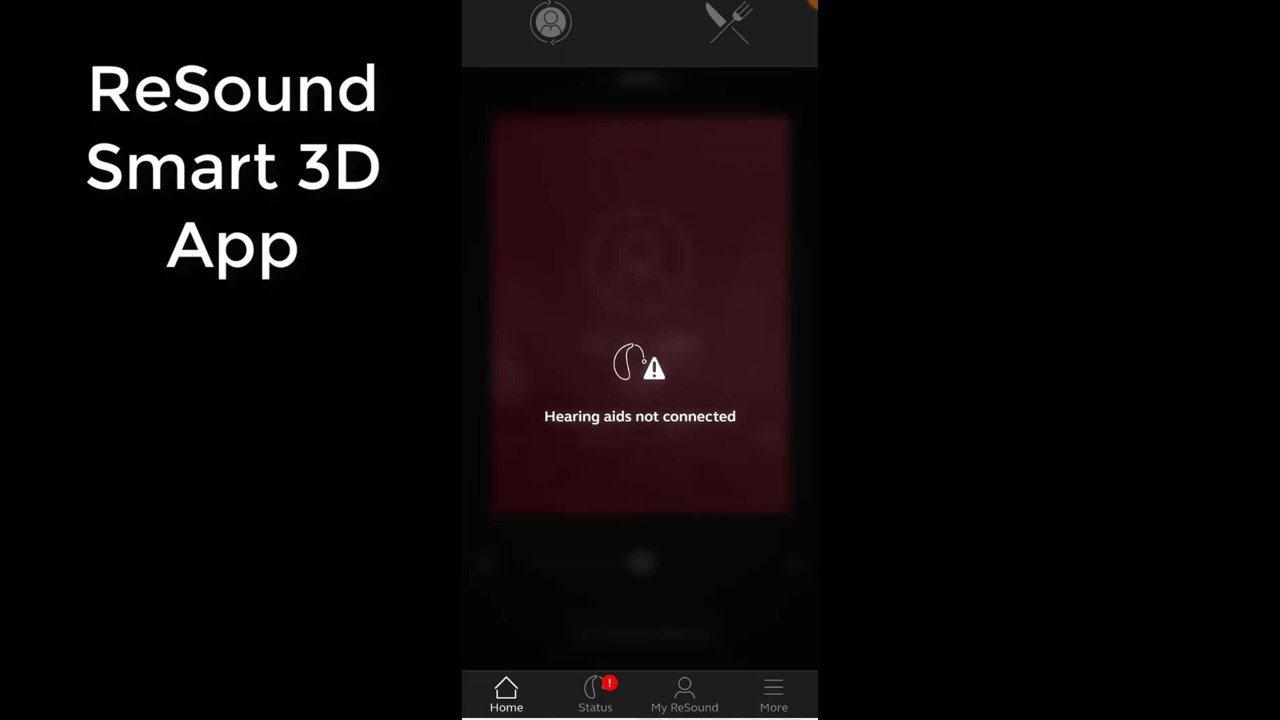 ReSound
Smart 3D
App
Hearing aids not connected
!
Home
Status
My ReSound
More